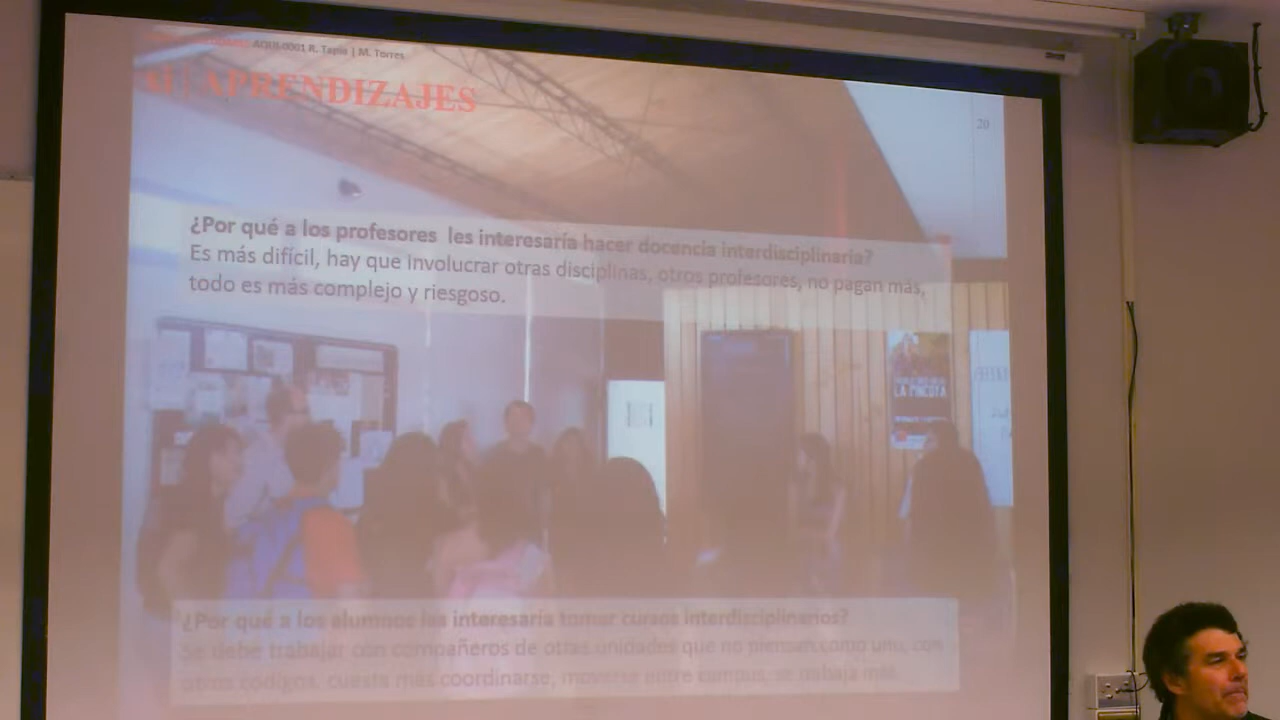 AQUI-0001 R. Tapia | M. Torres
| APRENDIZAJES
20
¿Por qué a los profesores les interesaría hacer docencia interdisciplinaria?
Es más difícil, hay que involucrar otras disciplinas, otros profesores, no pagan más,
todo es más complejo y riesgoso.
LA PINCOYA
¿Por qué a los alumnos les interesaría tomar cursos interdisciplinarios?
Se debe trabajar con compañeros de otras unidades que no piensan como uno, con
otros códigos, cuesta más coordinarse, moverse entre campus, se trabaja más.